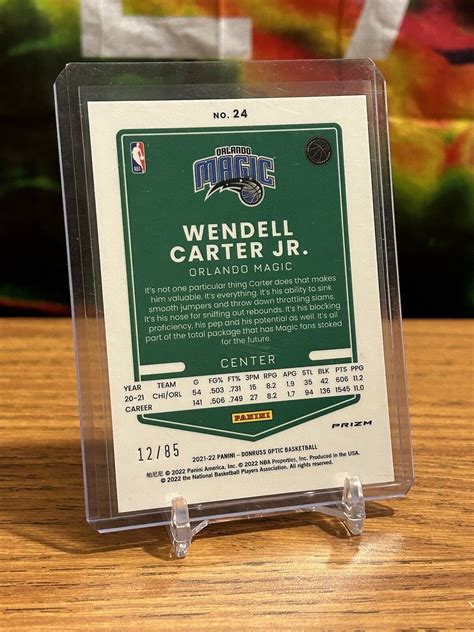 NO. 24
NBA
ORLANDO
MAGIC
WENDELL
CARTER JR.
ORLANDO MAGIC
It's not one particular thing Carter does that makes
him valuable. It's everything. It's his ability to sink
smooth jumpers and throw down throttling slams.
It's his nose for sniffing out rebounds. It's his blocking
proficiency, his pep and his potential as well. It's all
part of the total package that has Magic fans stoked
for the future.
CENTER
YEAR TEAM G FG% FT% 3PM RPG APG STL BLK PTS PPG
20-21 CHI/ORL 54 .503 .731 15 8.2 1.9 35 42 606 11.2
CAREER 141 .506 .749 37 8.2 1.7 94 136 1545 11.0
PANINI
PRIZM
12/85
2021-22 PANINI - DONRUSS OPTIC BASKETBALL
帕尼尼 © 2022 Panini America, Inc. © 2022 NBA Properties, Inc. Produced in the USA.
© 2022 the National Basketball Players Association. All rights reserved.